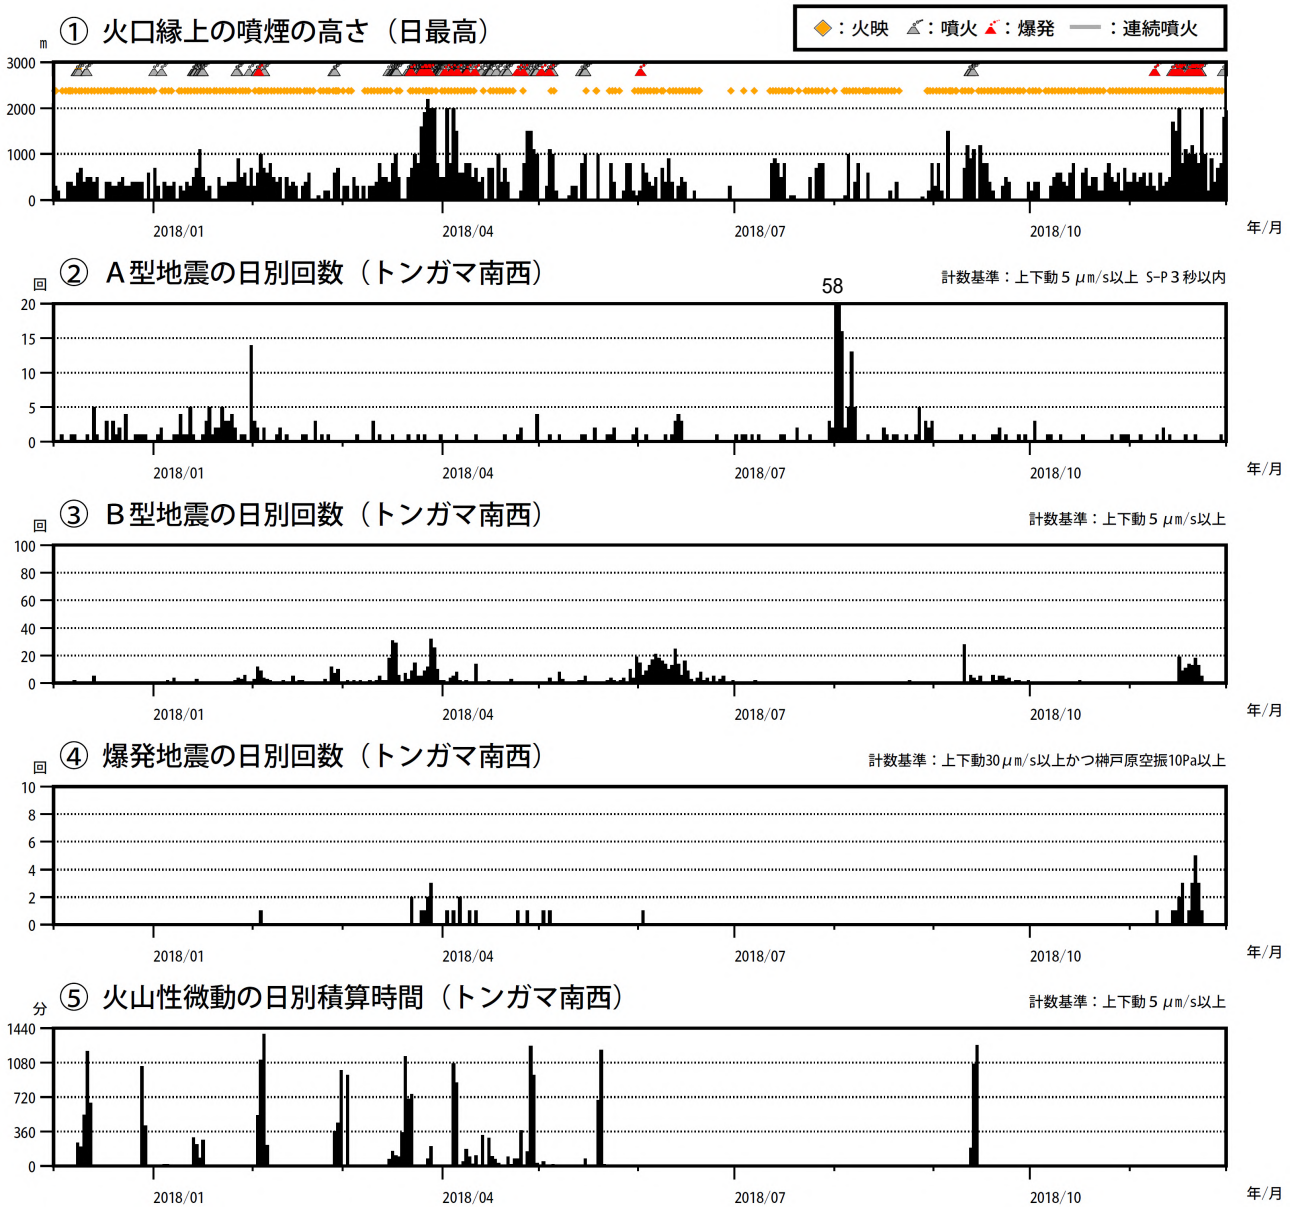 ① 火口縁上の噴煙の高さ（日最高）
：火映 ：噴火 ：爆発 ：連続噴火
m
3000
2000
1000
0
2018/01 2018/04 2018/07 2018/10 年/月
② Ａ型地震の日別回数（トンガマ南西）
計数基準：上下動５μm/s以上 S-P３秒以内
回
58
20
15
10
5
0
2018/01 2018/04 2018/07 2018/10 年/月
③ Ｂ型地震の日別回数（トンガマ南西）
計数基準：上下動５μm/s以上
回
100
80
60
40
20
0
2018/01 2018/04 2018/07 2018/10 年/月
④ 爆発地震の日別回数（トンガマ南西）
計数基準：上下動30μm/s以上かつ榊戸原空振10Pa以上
回
10
8
6
4
2
0
2018/01 2018/04 2018/07 2018/10 年/月
⑤ 火山性微動の日別積算時間（トンガマ南西）
計数基準：上下動５μm/s以上
分
1440
1080
720
360
0
2018/01 2018/04 2018/07 2018/10 年/月